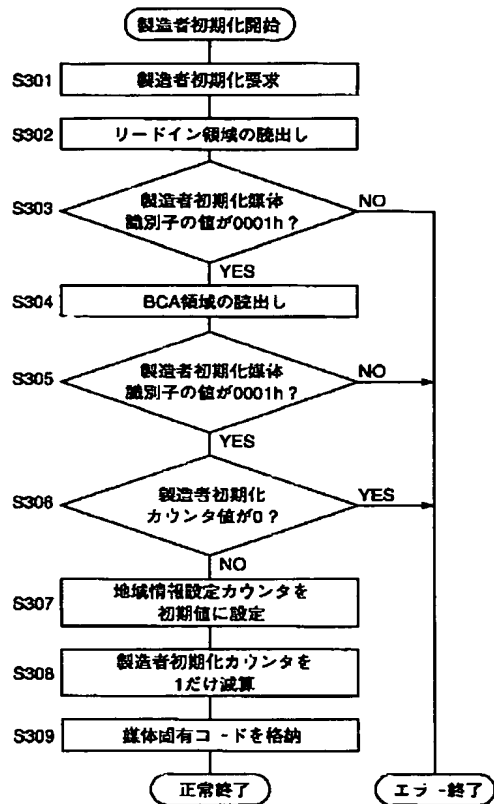 製造者初期化開始
S301
製造者初期化要求
S302
リードイン領域の読出し
S303
製造者初期化媒体
識別子の値が0001h？
NO
YES
S304
BCA領域の読出し
S305
製造者初期化媒体
識別子の値が0001h？
NO
YES
S306
製造者初期化
カウンタ値が0？
YES
NO
S307
地域情報設定カウンタを
初期値に設定
S308
製造者初期化カウンタを
1だけ減算
S309
媒体固有コードを格納
正常終了
エラー終了